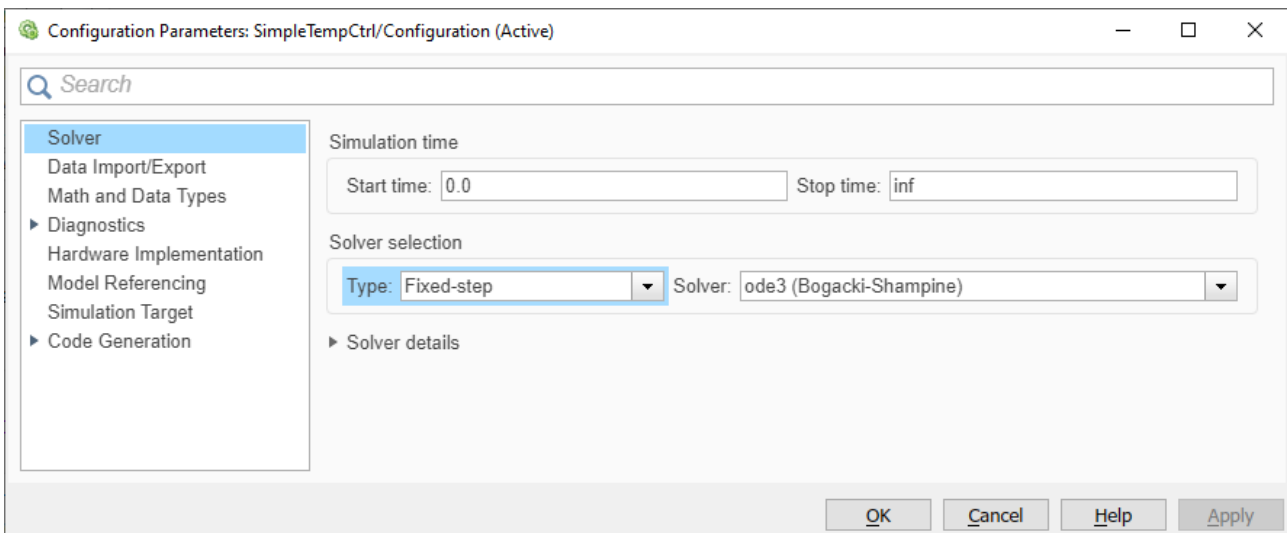 Configuration Parameters: SimpleTempCtrl/Configuration (Active)
Search
Solver
Data Import/Export
Math and Data Types
Diagnostics
Hardware Implementation
Model Referencing
Simulation Target
Code Generation
Simulation time
Start time: 0.0 Stop time: inf
Solver selection
Type: Fixed-step Solver: ode3 (Bogacki-Shampine)
Solver details
OK Cancel Help Apply